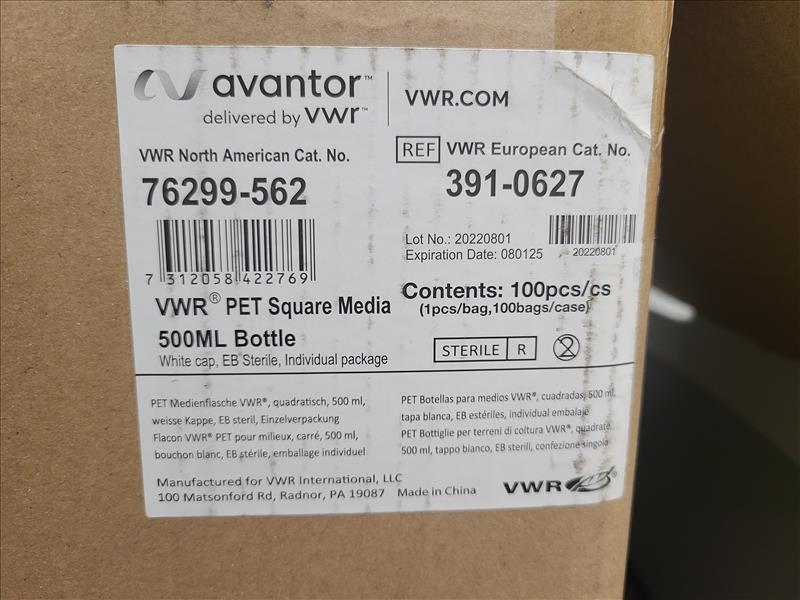 avantor™
delivered by vwr™
VWR.COM
VWR North American Cat. No.
76299-562
REF VWR European Cat. No.
391-0627
7 312058 422769
Lot No.: 20220801
Expiration Date: 080125
20220801
VWR® PET Square Media
500ML Bottle
White cap, EB Sterile, Individual package
Contents: 100pcs/cs
(1pcs/bag,100bags/case)
STERILE R
2
PET Medienflasche VWR®, quadratisch, 500 ml,
weisse Kappe, EB steril, Einzelverpackung
Flacon VWR® PET pour milieux, carré, 500 ml,
bouchon blanc, EB stérile, emballage individuel
PET Botellas para medios VWR®, cuadradas, 500 ml,
tapa blanca, EB estériles, individual embalaje
PET Bottiglie per terreni di coltura VWR®, quadrate,
500 ml, tappo bianco, EB sterili, confezione singola
Manufactured for VWR International, LLC
100 Matsonford Rd, Radnor, PA 19087 Made in China
VWR®